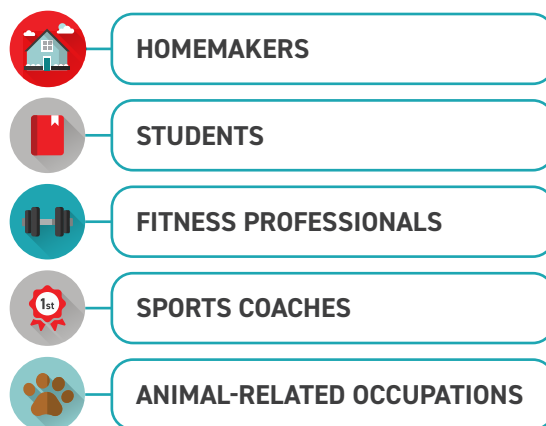 HOMEMAKERS
STUDENTS
FITNESS PROFESSIONALS
1st
SPORTS COACHES
ANIMAL-RELATED OCCUPATIONS